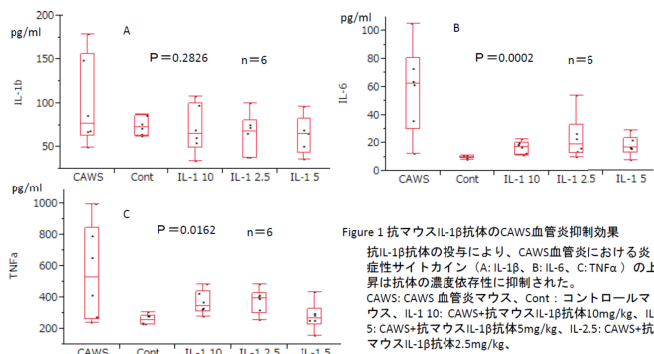 pg/ml
A
P＝0.2826
n=6
IL-1b
200
150
100
50
CAWS
Cont
IL-1 10
IL-1 2.5
IL-1 5
pg/ml
B
P＝0.0002
n=6
IL-6
100
80
60
40
20
0
CAWS
Cont
IL-1 10
IL-1 2.5
IL-1 5
pg/ml
C
P＝0.0162
n=6
TNFa
1000
800
600
400
200
CAWS
Cont
IL-1 10
IL-1 2.5
IL-1 5
Figure 1 抗マウスIL-1β抗体のCAWS血管炎抑制効果
抗IL-1β抗体の投与により、CAWS血管炎における炎
症性サイトカイン（A: IL-1β、B: IL-6、C: TNFα ）の上
昇は抗体の濃度依存性に抑制された。
CAWS: CAWS 血管炎マウス、Cont：コントロールマ
ウス、IL-1 10: CAWS+抗マウスIL-1β抗体10mg/kg、IL
5: CAWS+抗マウスIL-1β抗体5mg/kg、IL-2.5: CAWS+抗
マウスIL-1β抗体2.5mg/kg、